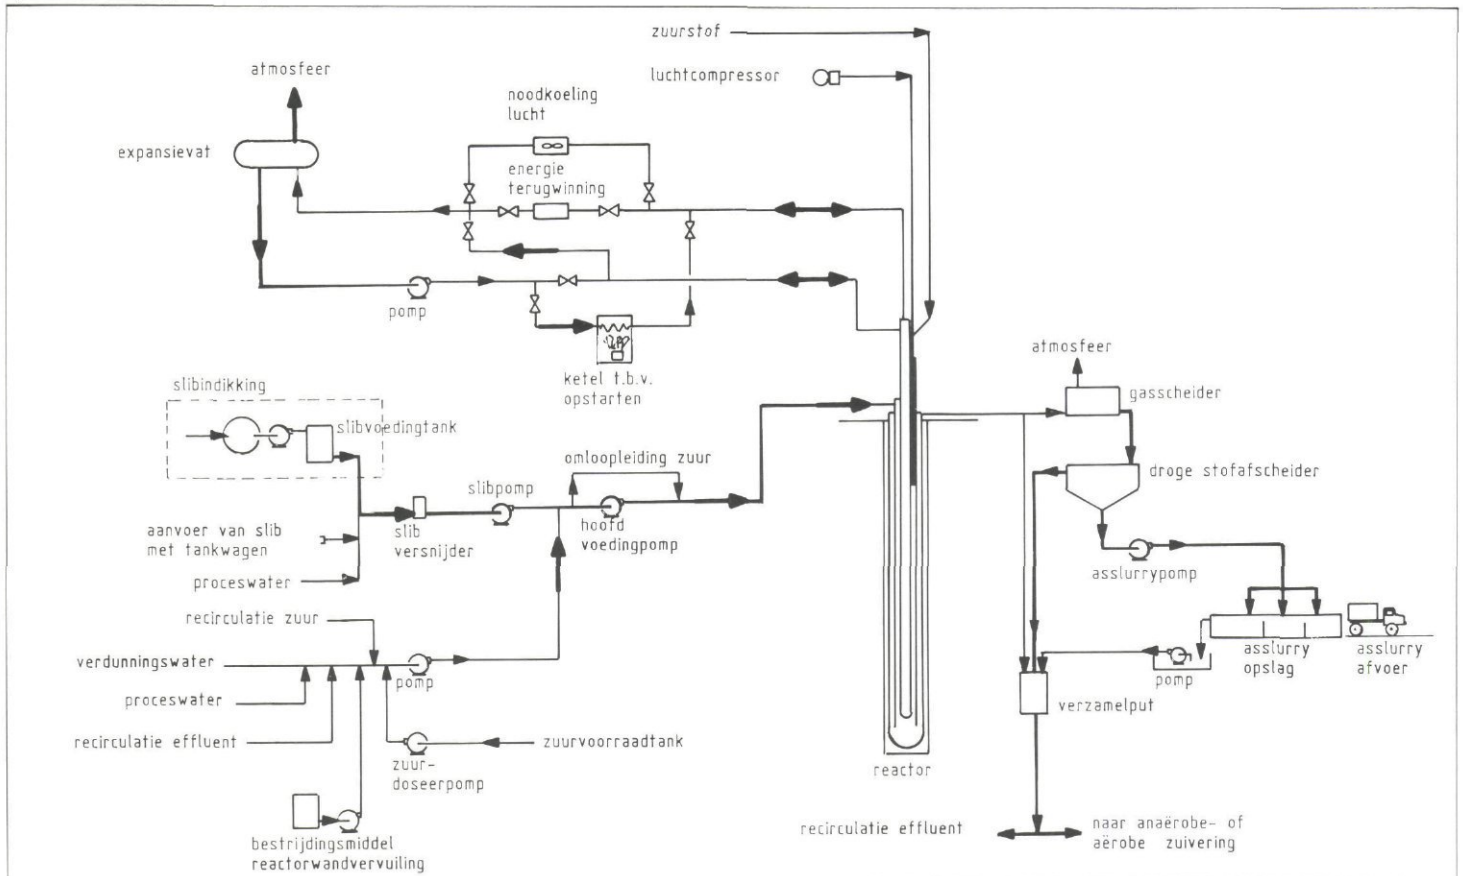 zuurstof
luchtcompressor
atmosfeer
noodkoeling
lucht
expansievat
energie
terugwinning
pomp
ketel t.b.v.
opstarten
atmosfeer
gasscheider
slibindikking
slibvoedingtank
omloopleiding zuur
droge stofafscheider
slibpomp
hoofd
voedingpomp
slib
versnijder
aanvoer van slib
met tankwagen
proceswater
asslurrypomp
recirculatie zuur
verdunningswater
pomp
asslurry
opslag
asslurry
afvoer
pomp
proceswater
verzamelput
recirculatie effluent
zuurvoorraadtank
zuur-
doseerpomp
reactor
bestrijdingsmiddel
reactorwandvervuiling
recirculatie effluent
naar anaërobe- of
aërobe zuivering